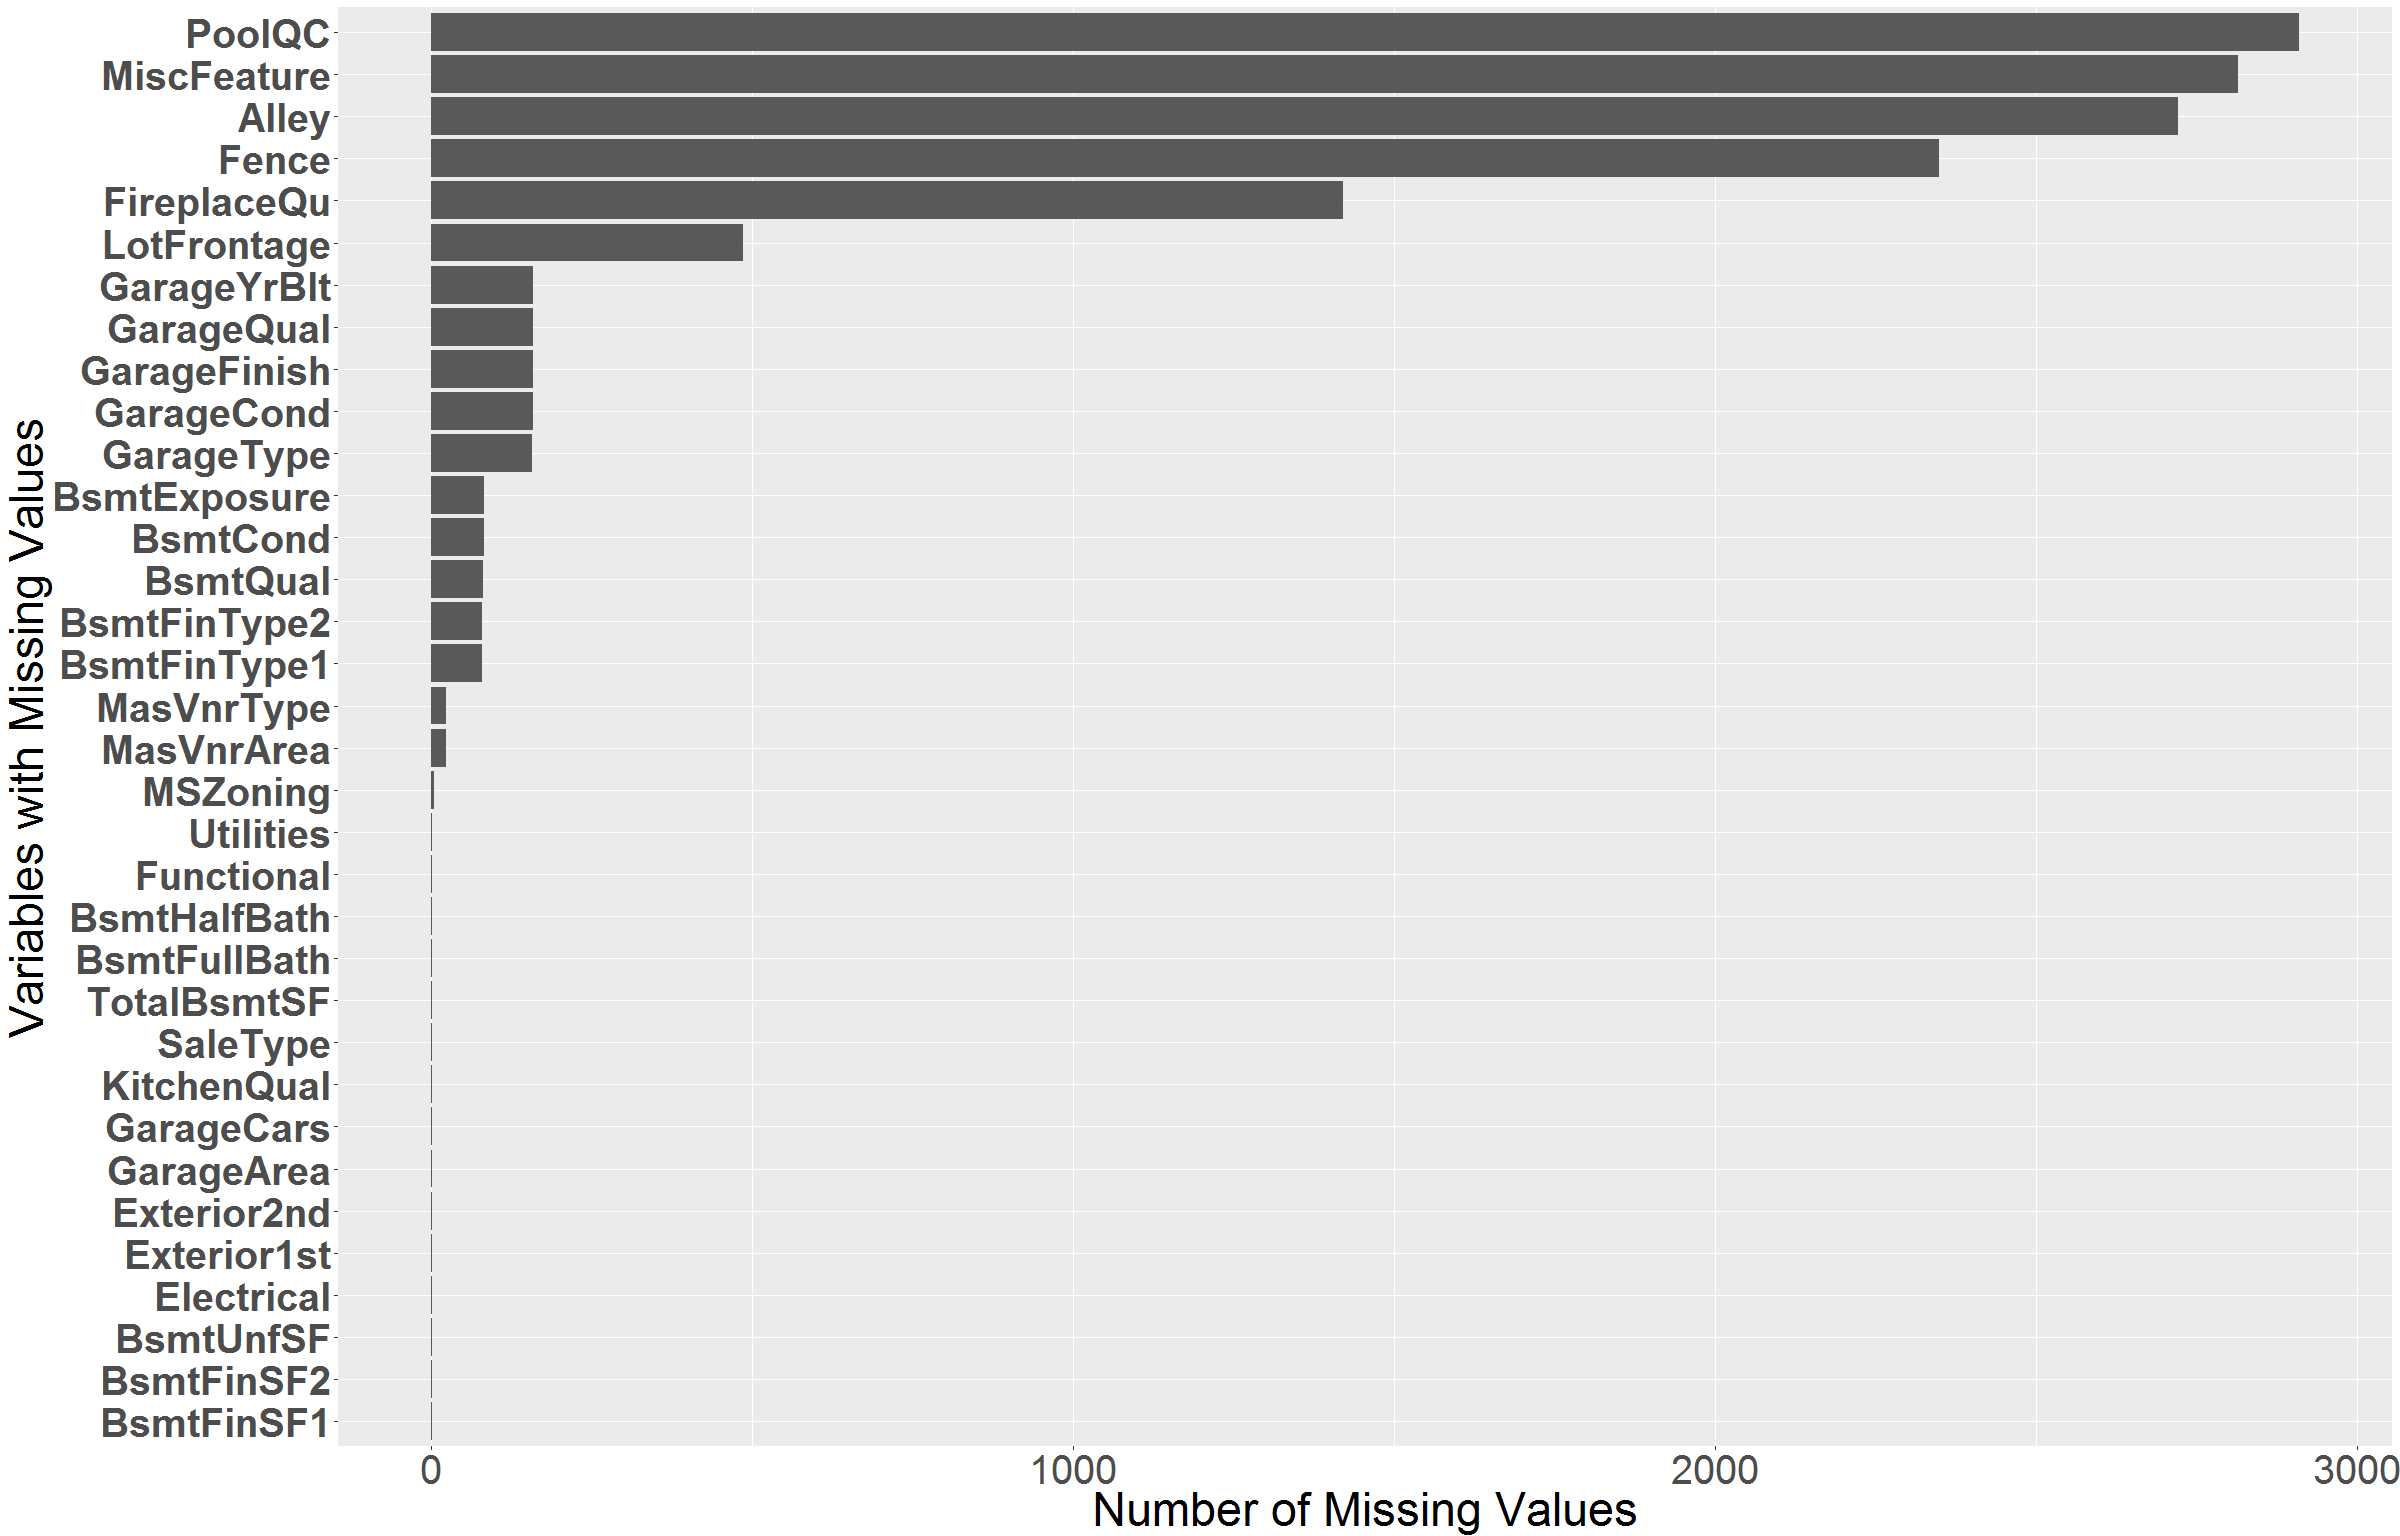 Variables with Missing Values
PoolQC
MiscFeature
Alley
Fence
FireplaceQu
LotFrontage
GarageYrBlt
GarageQual
GarageFinish
GarageCond
GarageType
BsmtExposure
BsmtCond
BsmtQual
BsmtFinType2
BsmtFinType1
MasVnrType
MasVnrArea
MSZoning
Utilities
Functional
BsmtHalfBath
BsmtFullBath
TotalBsmtSF
SaleType
KitchenQual
GarageCars
GarageArea
Exterior2nd
Exterior1st
Electrical
BsmtUnfSF
BsmtFinSF2
BsmtFinSF1
0 1000 2000 3000
Number of Missing Values